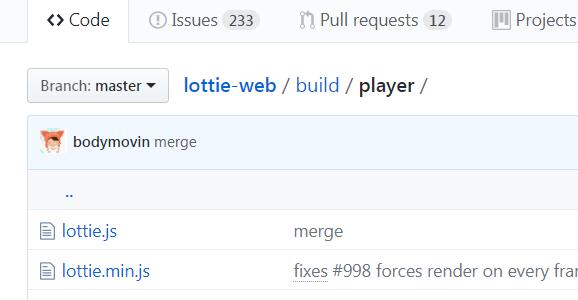 Code Issues 233 Pull requests 12 Projects
Branch: master lottie-web / build / player /
bodymovin merge
..
lottie.js merge
lottie.min.js fixes #998 forces render on every fra